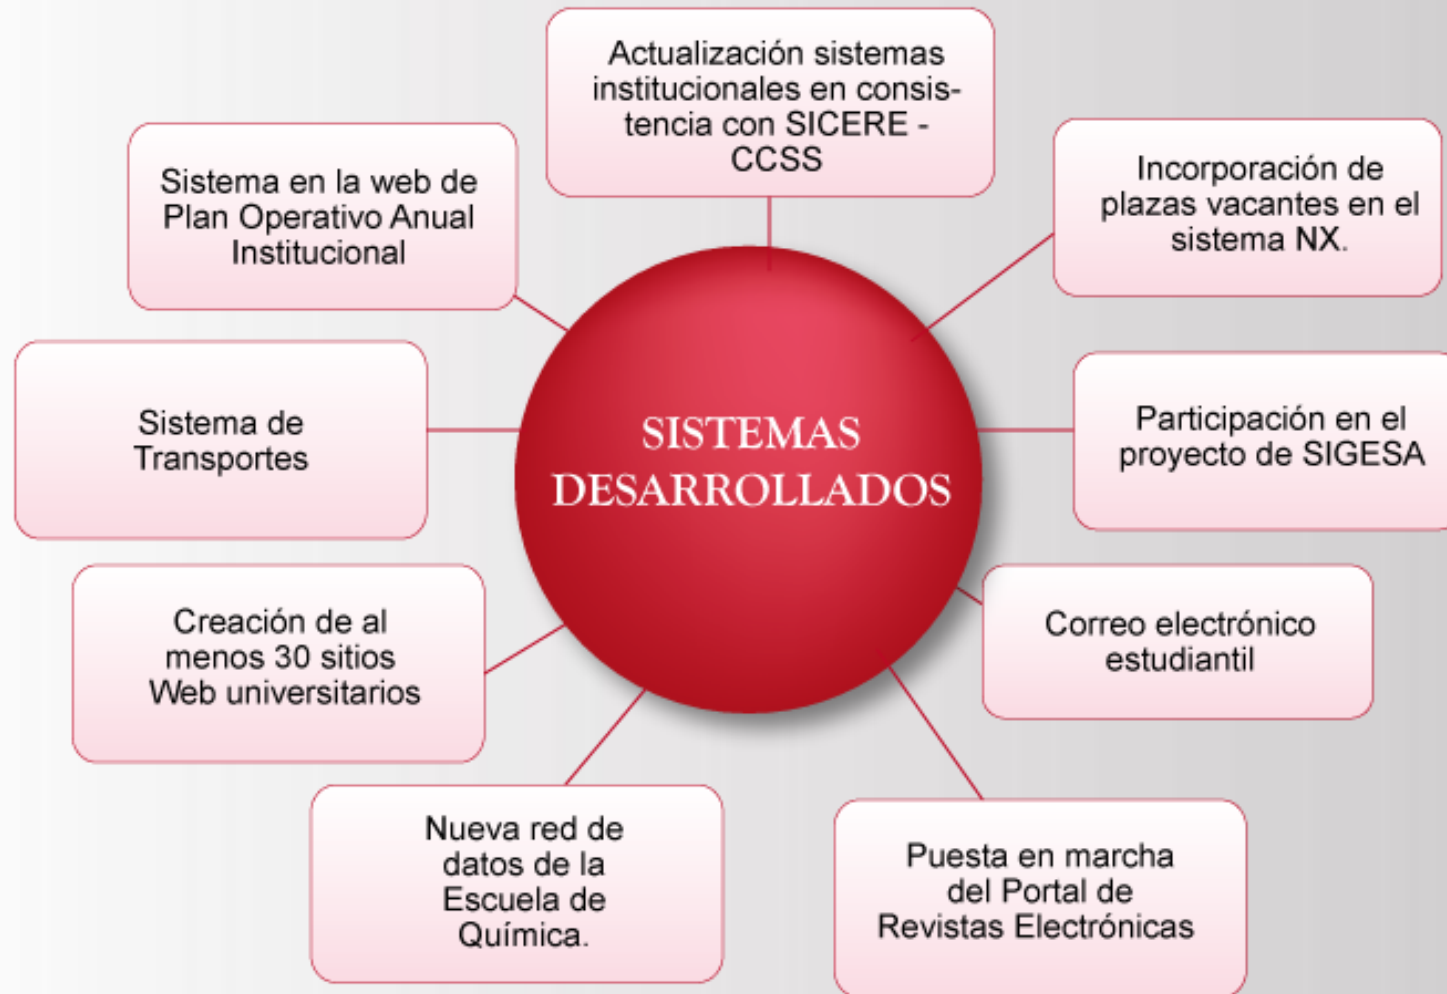 Actualización sistemas
institucionales en consis-
tencia con SICERE -
CCSS
Incorporación de
plazas vacantes en el
sistema NX.
Participación en el
proyecto de SIGESA
Correo electrónico
estudiantil
Puesta en marcha
del Portal de
Revistas Electrónicas
Nueva red de
datos de la
Escuela de
Química.
Creación de al
menos 30 sitios
Web universitarios
Sistema de
Transportes
Sistema en la web de
Plan Operativo Anual
Institucional
SISTEMAS
DESARROLLADOS